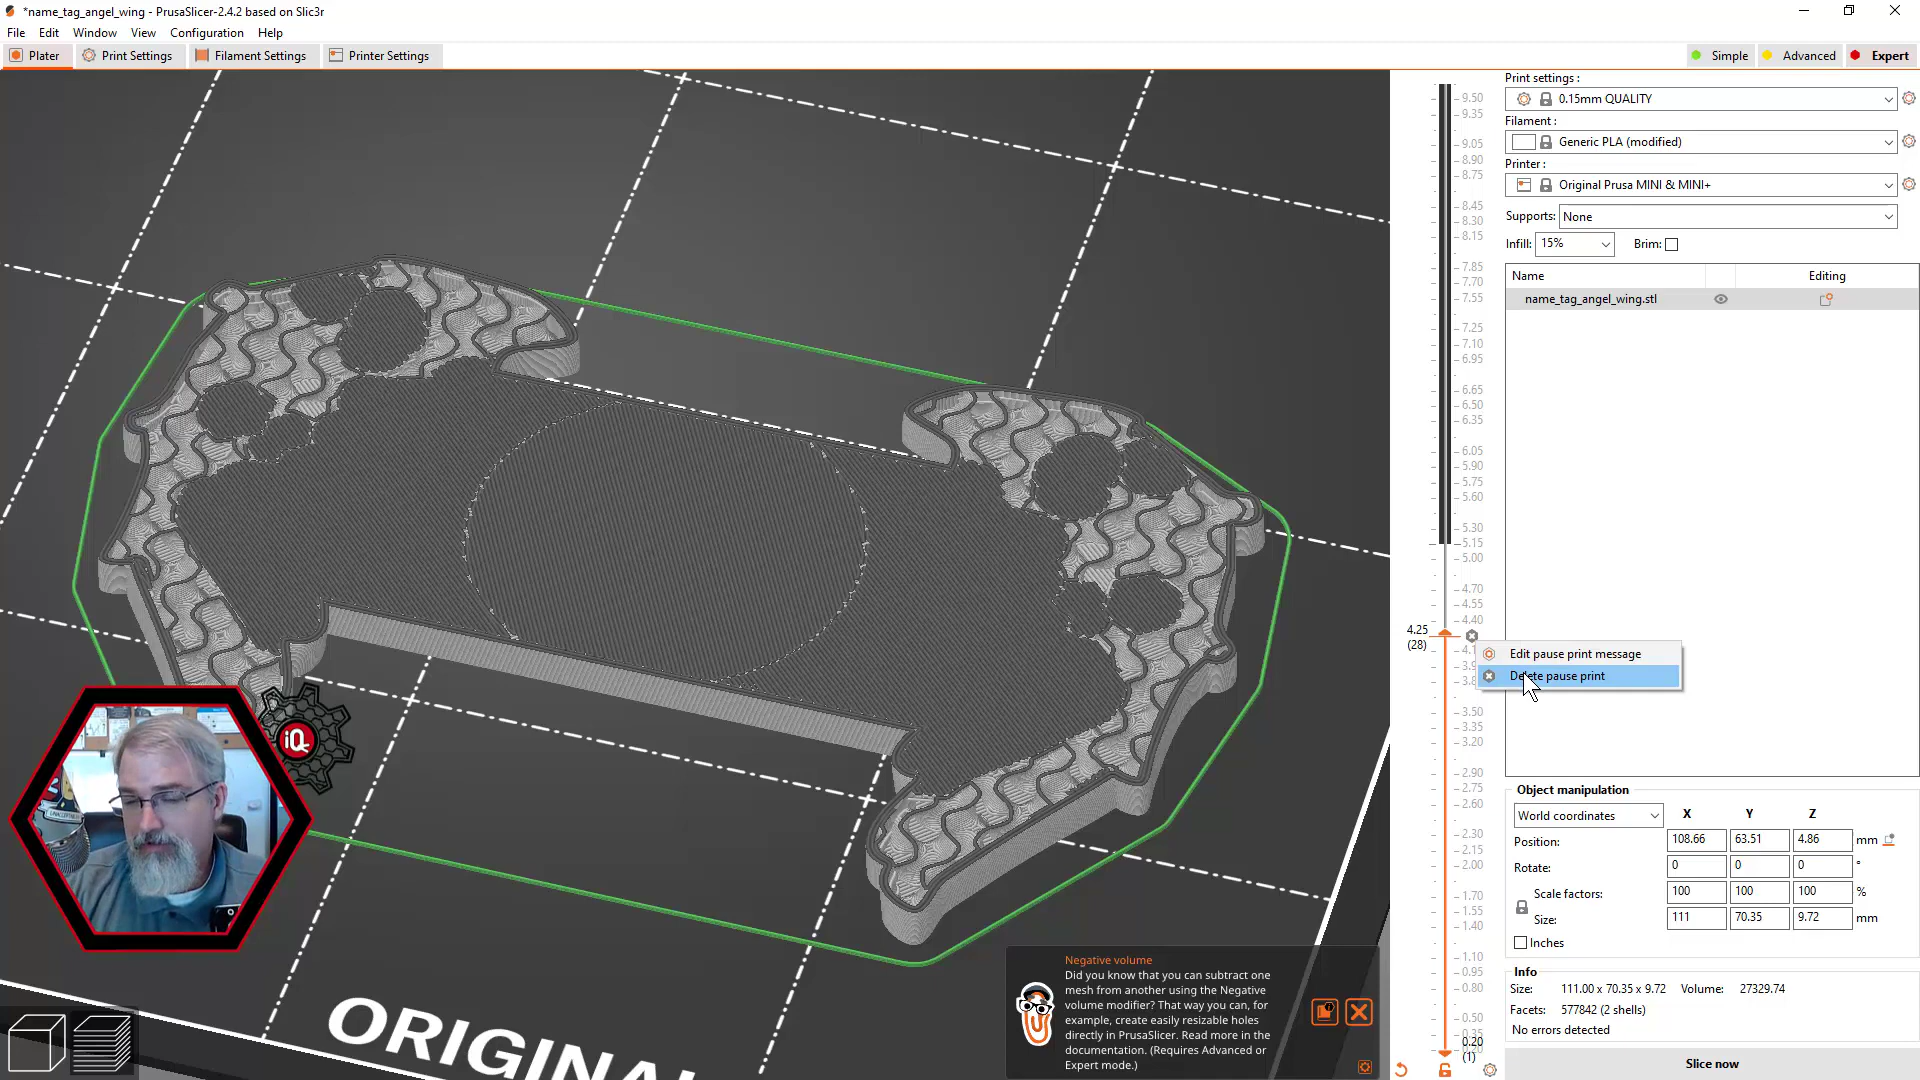 *name_tag_angel_wing - PrusaSlicer-2.4.2 based on Slic3r
File Edit Window View Configuration Help
Plater Print Settings Filament Settings Printer Settings
Simple Advanced Expert
Print settings :
0.15mm QUALITY
Filament :
Generic PLA (modified)
Printer :
Original Prusa MINI & MINI+
Supports: None
Infill: 15% Brim:
Name Editing
name_tag_angel_wing.stl
9.50
9.35
9.05
8.90
8.75
8.45
8.30
8.15
7.85
7.70
7.55
7.25
7.10
6.95
6.65
6.50
6.35
6.05
5.90
5.75
5.60
5.30
5.15
5.00
4.70
4.55
4.40
4.25
(28)
Edit pause print message
Delete pause print
3.50
3.35
3.20
2.90
2.75
2.60
2.30
2.15
2.00
1.70
1.55
1.40
1.10
0.95
0.80
0.50
0.35
0.20
(1)
Object manipulation
World coordinates X Y Z
Position: 108.66 63.51 4.86 mm
Rotate: 0 0 0 °
Scale factors: 100 100 100 %
Size: 111 70.35 9.72 mm
Inches
Info
Size: 111.00 x 70.35 x 9.72 Volume: 27329.74
Facets: 577842 (2 shells)
No errors detected
Slice now
Negative volume
Did you know that you can subtract one
mesh from another using the Negative
volume modifier? That way you can, for
example, create easily resizable holes
directly in PrusaSlicer. Read more in the
documentation. (Requires Advanced or
Expert mode.)
iQ
ORIGINAL